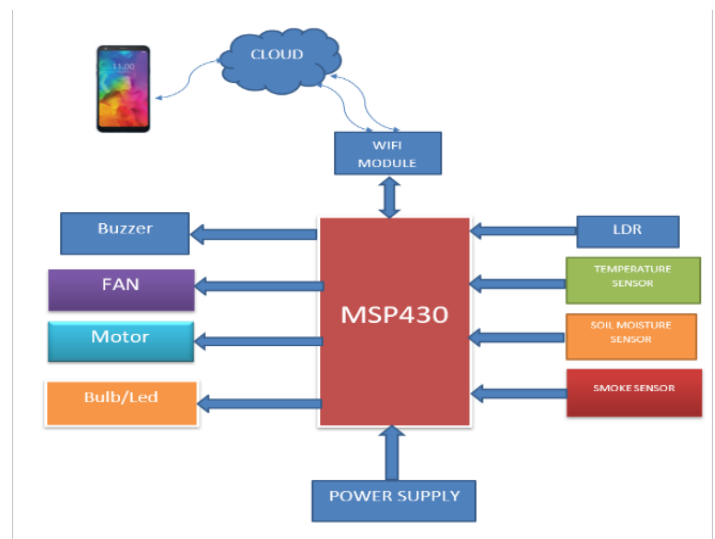 11:00
CLOUD
WIFI
MODULE
Buzzer
LDR
FAN
TEMPERATURE
SENSOR
MSP430
Motor
SOIL MOISTURE
SENSOR
Bulb/Led
SMOKE SENSOR
POWER SUPPLY